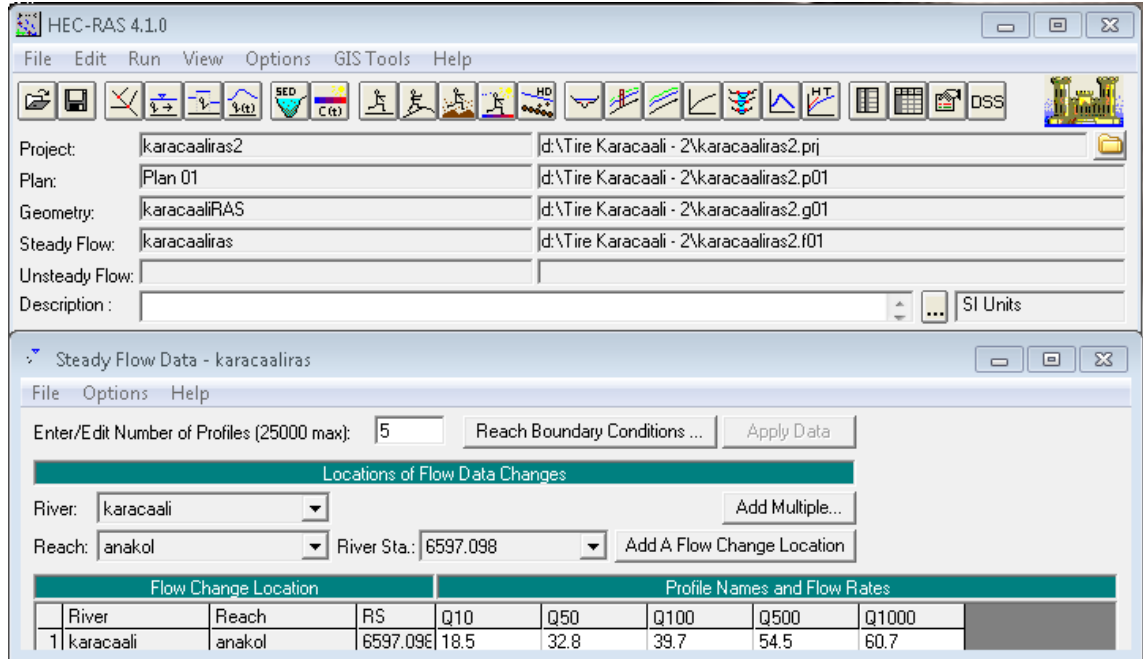 HEC-RAS 4.1.0
File Edit Run View Options GIS Tools Help
SED C(t) HD HT DSS
Project: karacaaliras2 d:\Tire Karacaali - 2\karacaaliras2.prj
Plan: Plan 01 d:\Tire Karacaali - 2\karacaaliras2.p01
Geometry: karacaaliRAS d:\Tire Karacaali - 2\karacaaliras2.g01
Steady Flow: karacaaliras d:\Tire Karacaali - 2\karacaaliras2.f01
Unsteady Flow:
Description : ... SI Units
Steady Flow Data - karacaaliras
File Options Help
Enter/Edit Number of Profiles (25000 max): 5 Reach Boundary Conditions ... Apply Data
Locations of Flow Data Changes
River: karacaali Add Multiple...
Reach: anakol River Sta.: 6597.098 Add A Flow Change Location
Flow Change Location Profile Names and Flow Rates
River Reach RS Q10 Q50 Q100 Q500 Q1000
1 karacaali anakol 6597.098 18.5 32.8 39.7 54.5 60.7